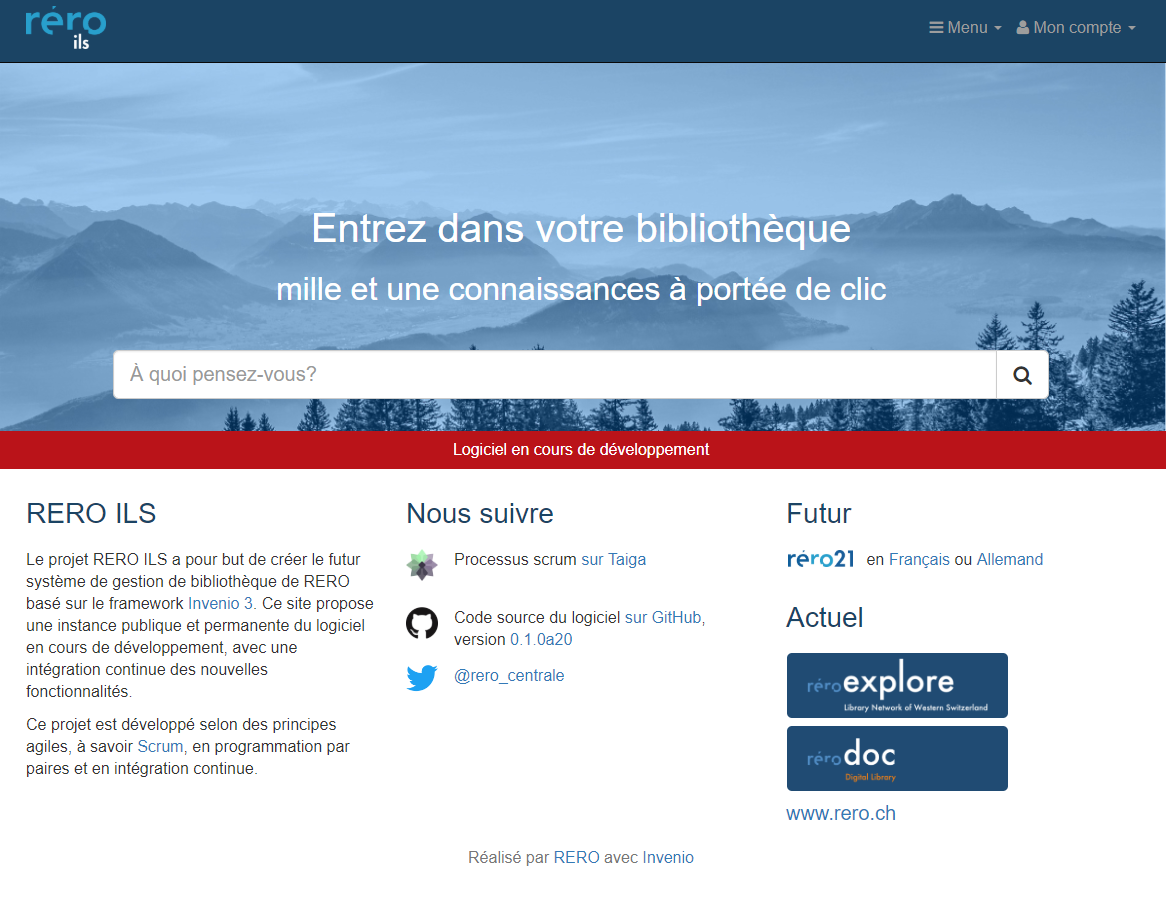 réro
ils
Menu
Mon compte
Entrez dans votre bibliothèque
mille et une connaissances à portée de clic
À quoi pensez-vous?
Logiciel en cours de développement
RERO ILS
Le projet RERO ILS a pour but de créer le futur
système de gestion de bibliothèque de RERO
basé sur le framework Invenio 3. Ce site propose
une instance publique et permanente du logiciel
en cours de développement, avec une
intégration continue des nouvelles
fonctionnalités.
Ce projet est développé selon des principes
agiles, à savoir Scrum, en programmation par
paires et en intégration continue.
Nous suivre
Processus scrum sur Taiga
Code source du logiciel sur GitHub,
version 0.1.0a20
@rero_centrale
Futur
réro21 en Français ou Allemand
Actuel
réro explore
Library Network of Western Switzerland
réro doc
Digital Library
www.rero.ch
Réalisé par RERO avec Invenio